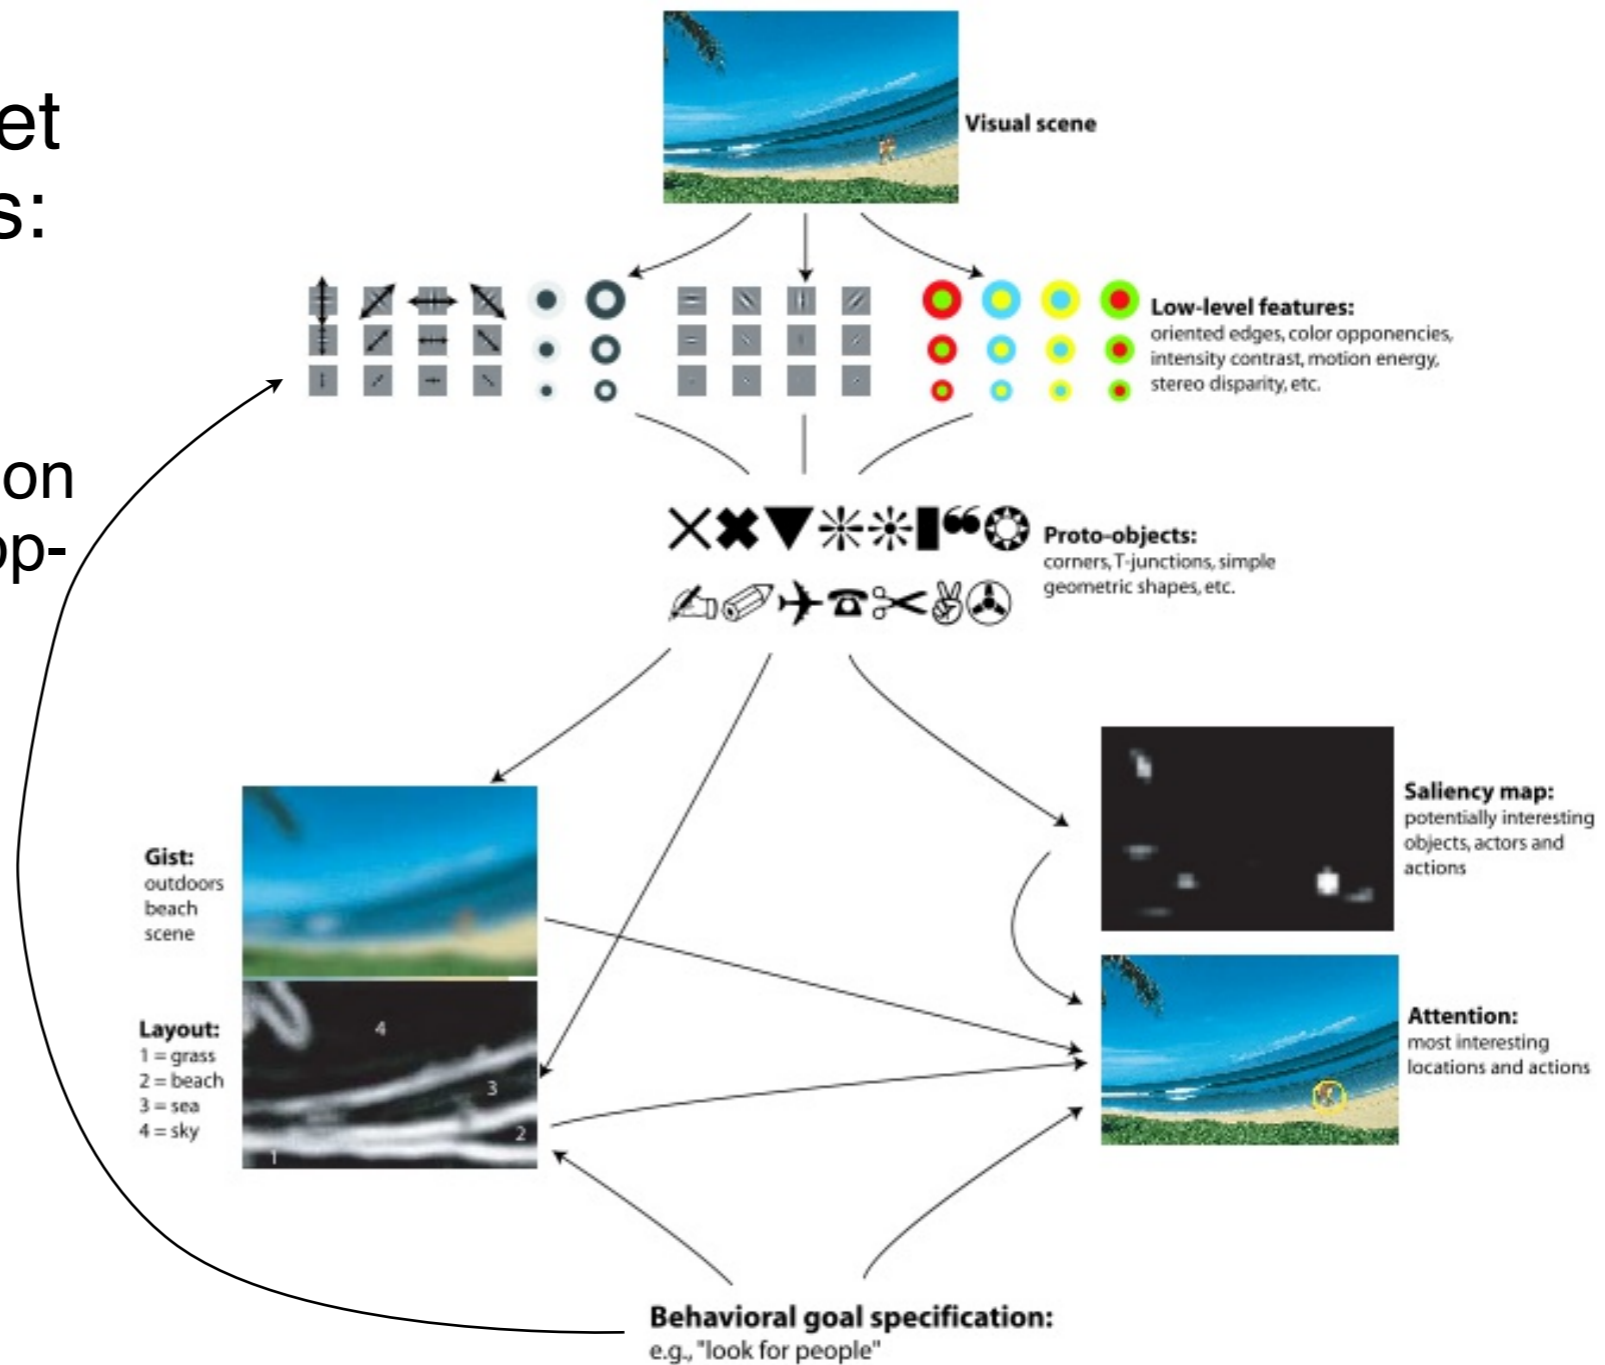 et
s:
on
op-
Visual scene
Low-level features:
oriented edges, color opponencies,
intensity contrast, motion energy,
stereo disparity, etc.
Proto-objects:
corners, T-junctions, simple
geometric shapes, etc.
Saliency map:
potentially interesting
objects, actors and
actions
Gist:
outdoors
beach
scene
Layout:
1 = grass
2 = beach
3 = sea
4 = sky
4
3
2
1
Attention:
most interesting
locations and actions
Behavioral goal specification:
e.g., "look for people"